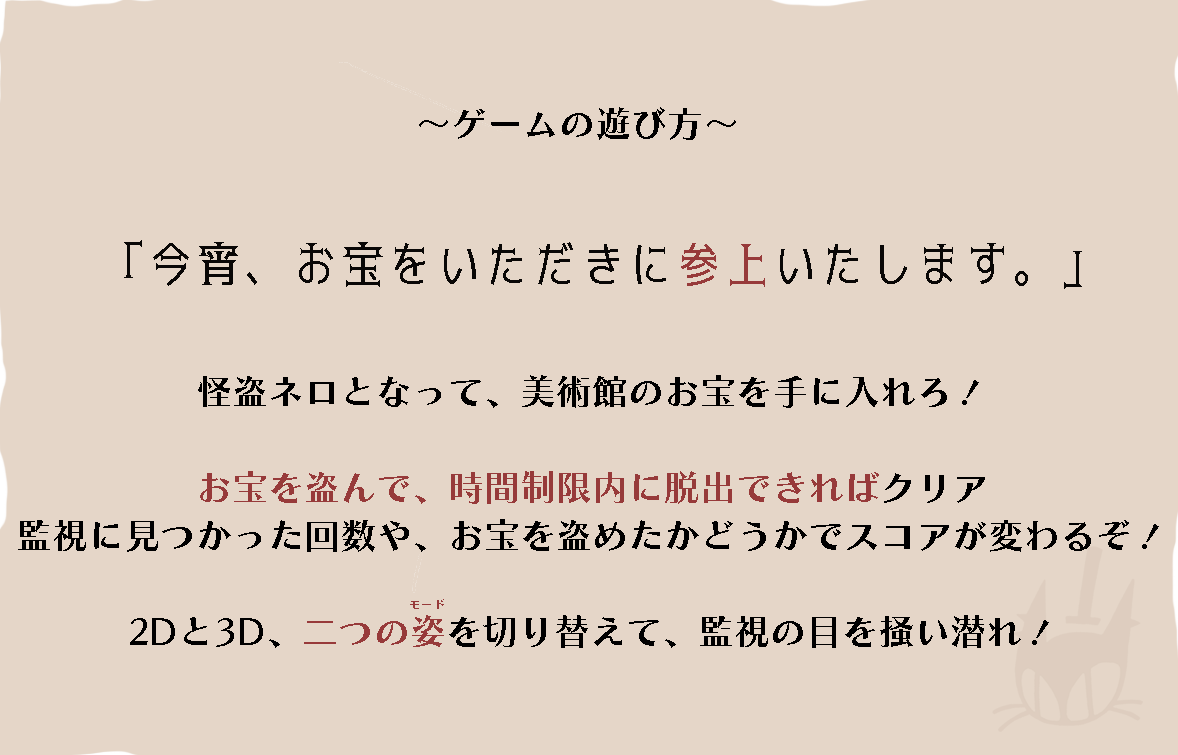 ～ゲームの遊び方～
「今宵、お宝をいただきに参上いたします。」
怪盗ネロとなって、美術館のお宝を手に入れろ！
お宝を盗んで、時間制限内に脱出できればクリア
監視に見つかった回数や、お宝を盗めたかどうかでスコアが変わるぞ！
モード
2Dと3D、二つの姿を切り替えて、監視の目を掻い潜れ！